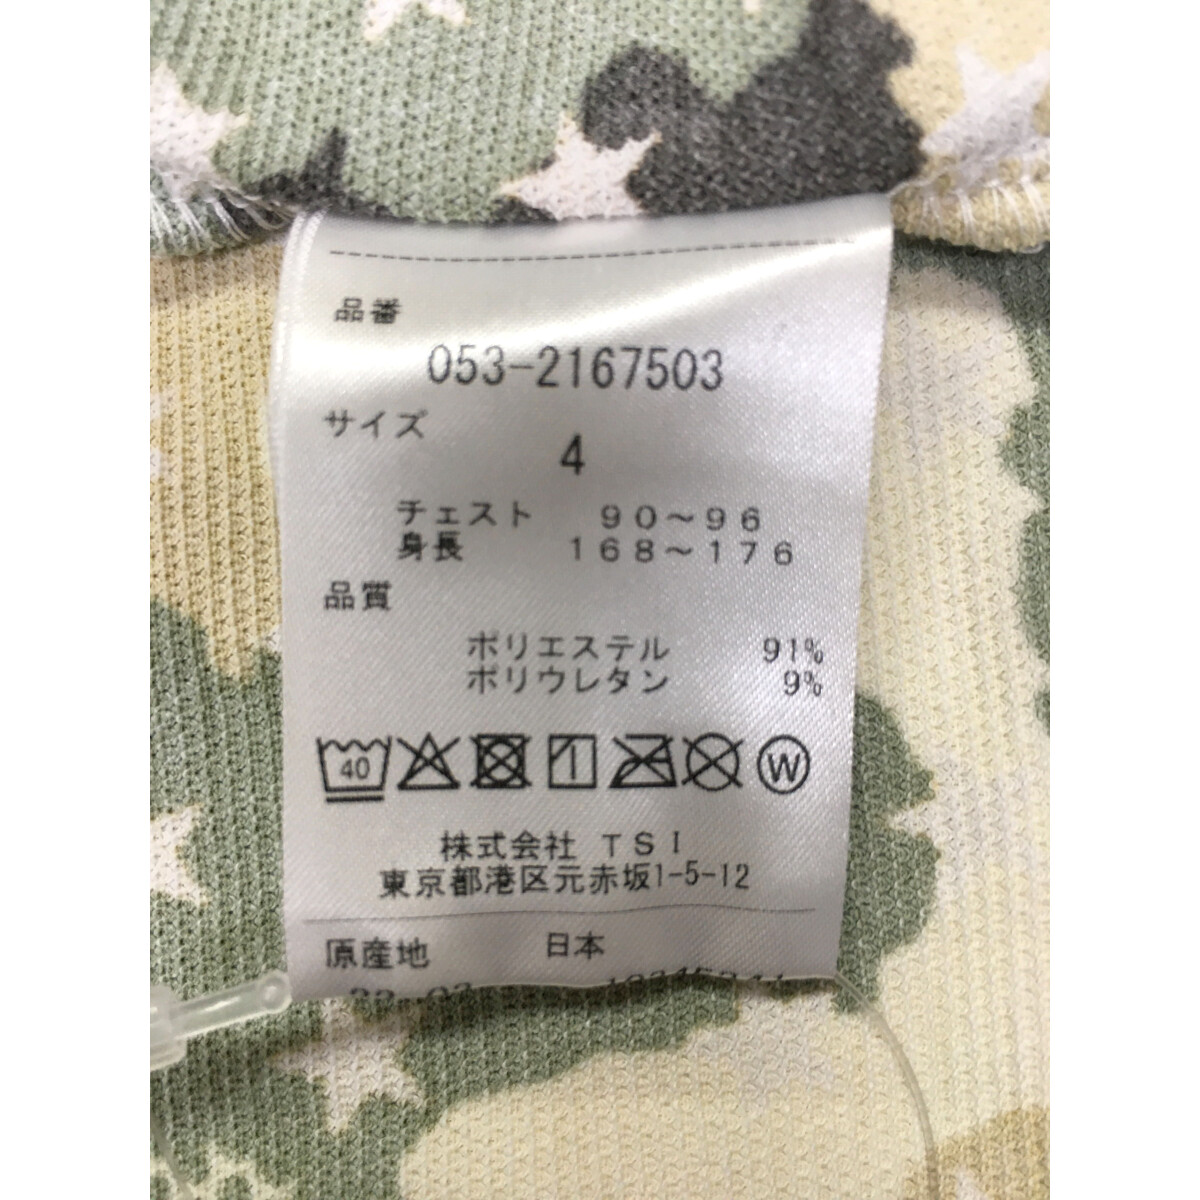 品番
053-2167503
サイズ
4
チェスト 90～96
身長 168～176
品質
ポリエステル 91%
ポリウレタン 9%
40 W
株式会社 TSI
東京都港区元赤坂1-5-12
原産地 日本